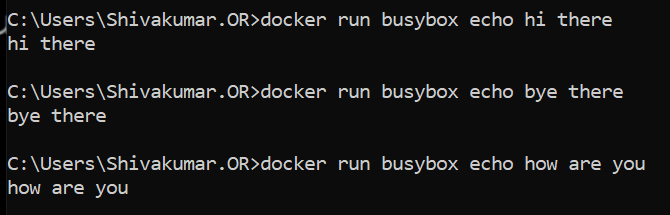 C:\Users\Shivakumar.OR>docker run busybox echo hi there
hi there
C:\Users\Shivakumar.OR>docker run busybox echo bye there
bye there
C:\Users\Shivakumar.OR>docker run busybox echo how are you
how are you